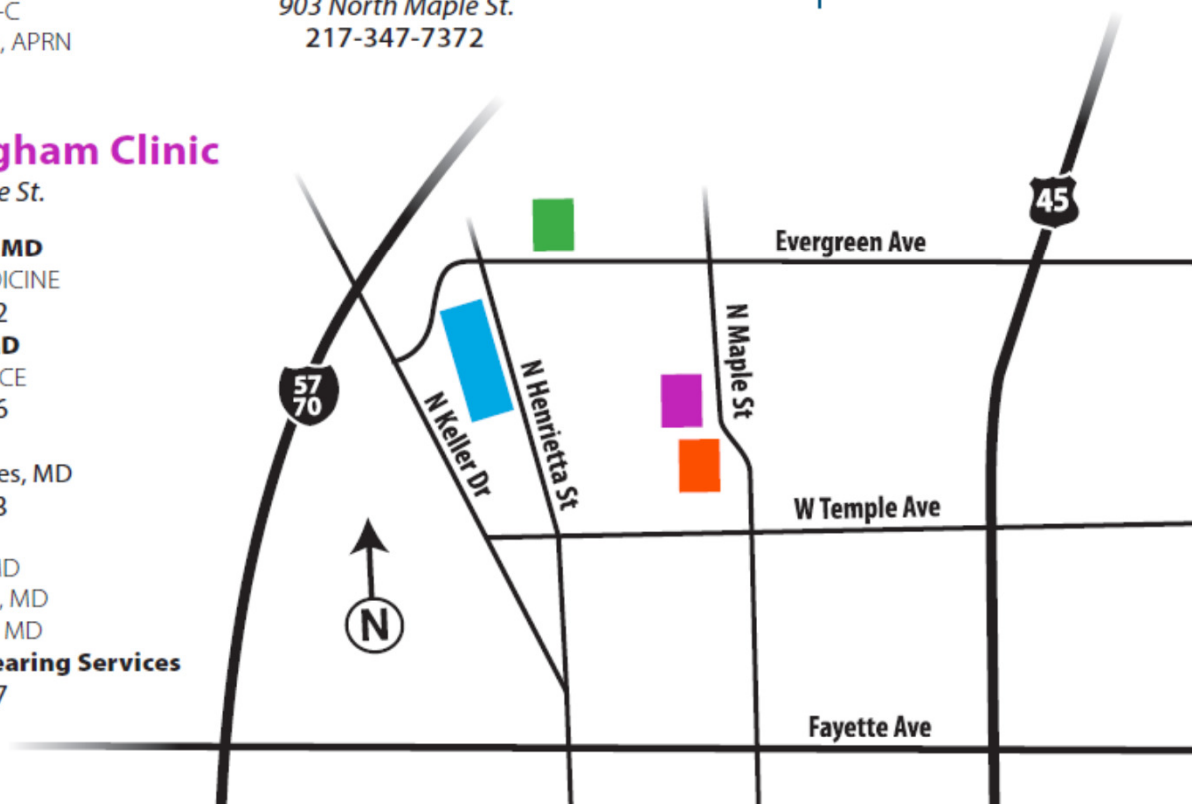 -C
, APRN
903 North Maple St.
217-347-7372
gham Clinic
e St.
MD
DICINE
2
D
CE
6
es, MD
3
MD
, MD
MD
earing Services
7
45
Evergreen Ave
N Maple St
57
70
N Keller Dr
N Henrietta St
W Temple Ave
N
Fayette Ave